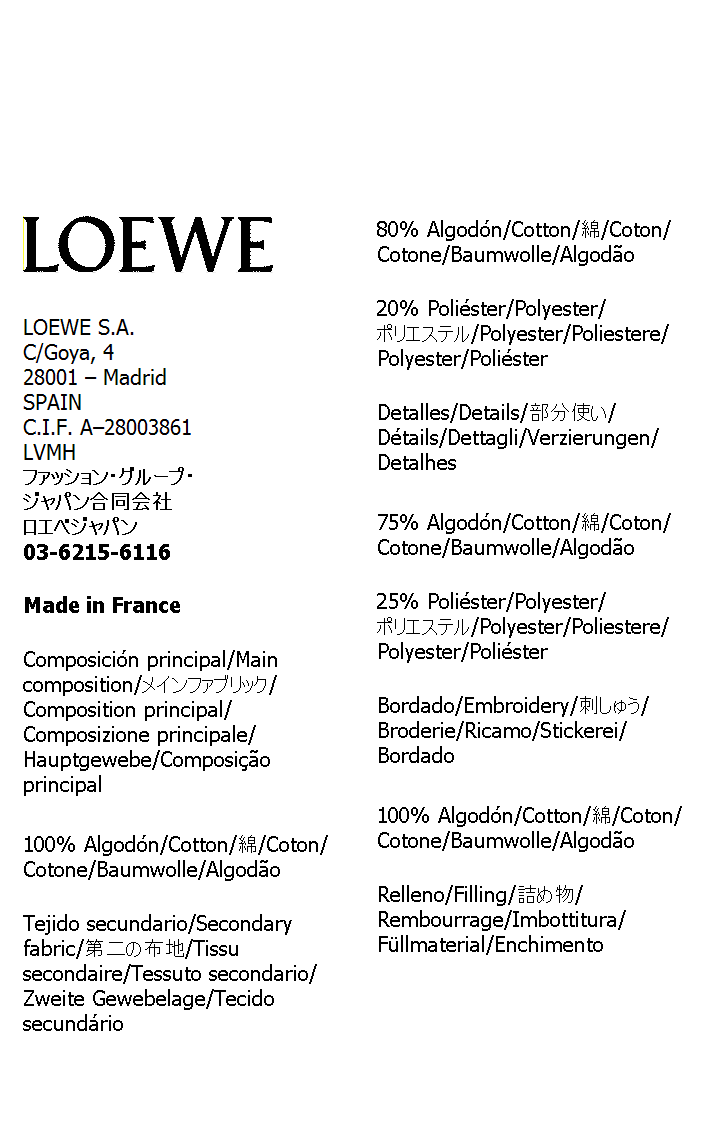 LOEWE
LOEWE S.A.
C/Goya, 4
28001 – Madrid
SPAIN
C.I.F. A–28003861
LVMH
ファッション・グループ・
ジャパン合同会社
ロエベジャパン
03-6215-6116
Made in France
Composición principal/Main
composition/メインファブリック/
Composition principal/
Composizione principale/
Hauptgewebe/Composição
principal
100% Algodón/Cotton/綿/Coton/
Cotone/Baumwolle/Algodão
Tejido secundario/Secondary
fabric/第二の布地/Tissu
secondaire/Tessuto secondario/
Zweite Gewebelage/Tecido
secundário
80% Algodón/Cotton/綿/Coton/
Cotone/Baumwolle/Algodão
20% Poliéster/Polyester/
ポリエステル/Polyester/Poliestere/
Polyester/Poliéster
Detalles/Details/部分使い/
Détails/Dettagli/Verzierungen/
Detalhes
75% Algodón/Cotton/綿/Coton/
Cotone/Baumwolle/Algodão
25% Poliéster/Polyester/
ポリエステル/Polyester/Poliestere/
Polyester/Poliéster
Bordado/Embroidery/刺しゅう/
Broderie/Ricamo/Stickerei/
Bordado
100% Algodón/Cotton/綿/Coton/
Cotone/Baumwolle/Algodão
Relleno/Filling/詰め物/
Rembourrage/Imbottitura/
Füllmaterial/Enchimento